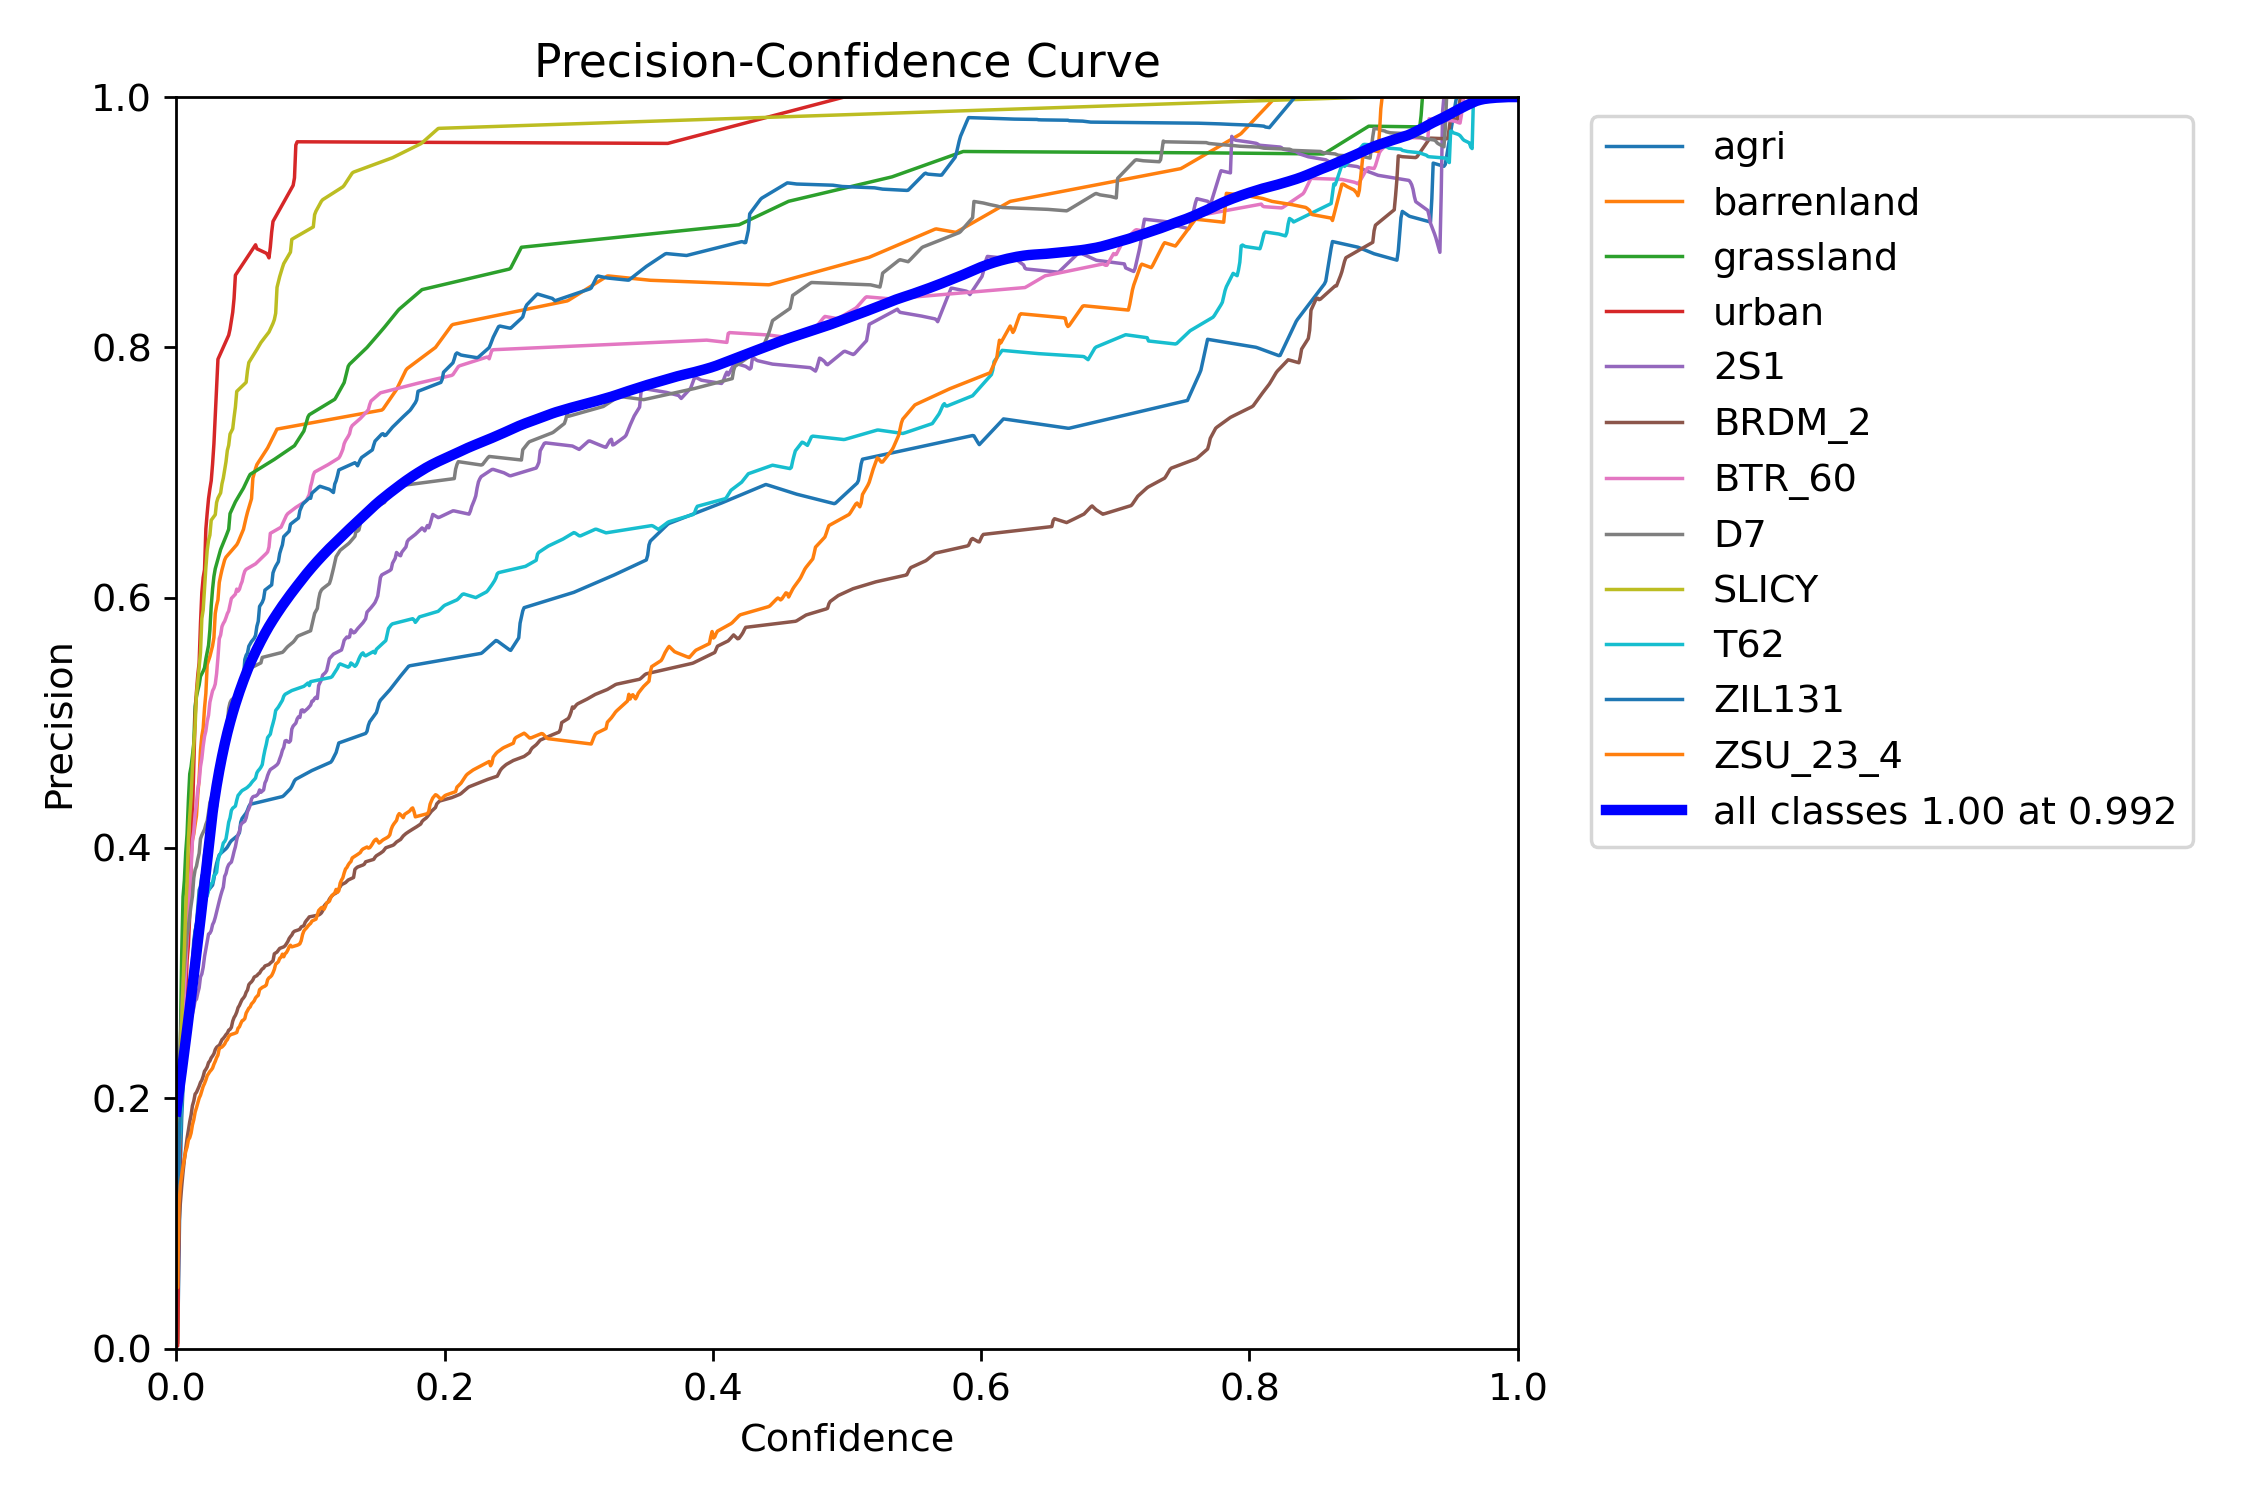 Precision-Confidence Curve
1.0
0.8
0.6
0.4
0.2
0.0
Precision
0.0 0.2 0.4 0.6 0.8 1.0
Confidence
agri
barrenland
grassland
urban
2S1
BRDM_2
BTR_60
D7
SLICY
T62
ZIL131
ZSU_23_4
all classes 1.00 at 0.992